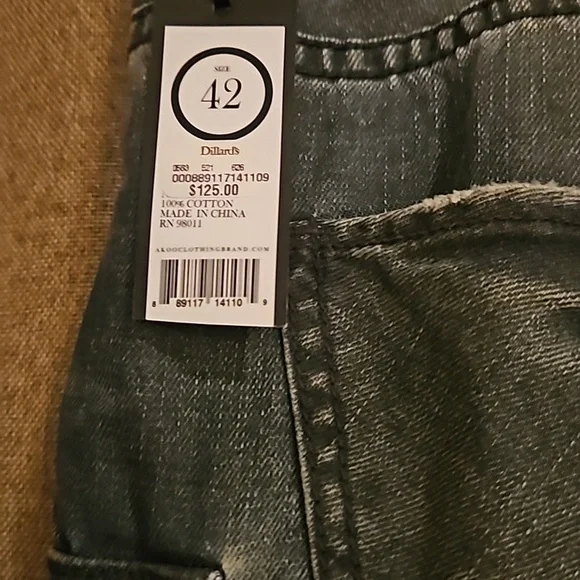 SIZE
42
Dillard's
0583 521 626
000889117141109
$125.00
100% COTTON
MADE IN CHINA
RN 98011
AKOOCLOTHINGBRAND.COM
8 89117 14110 9